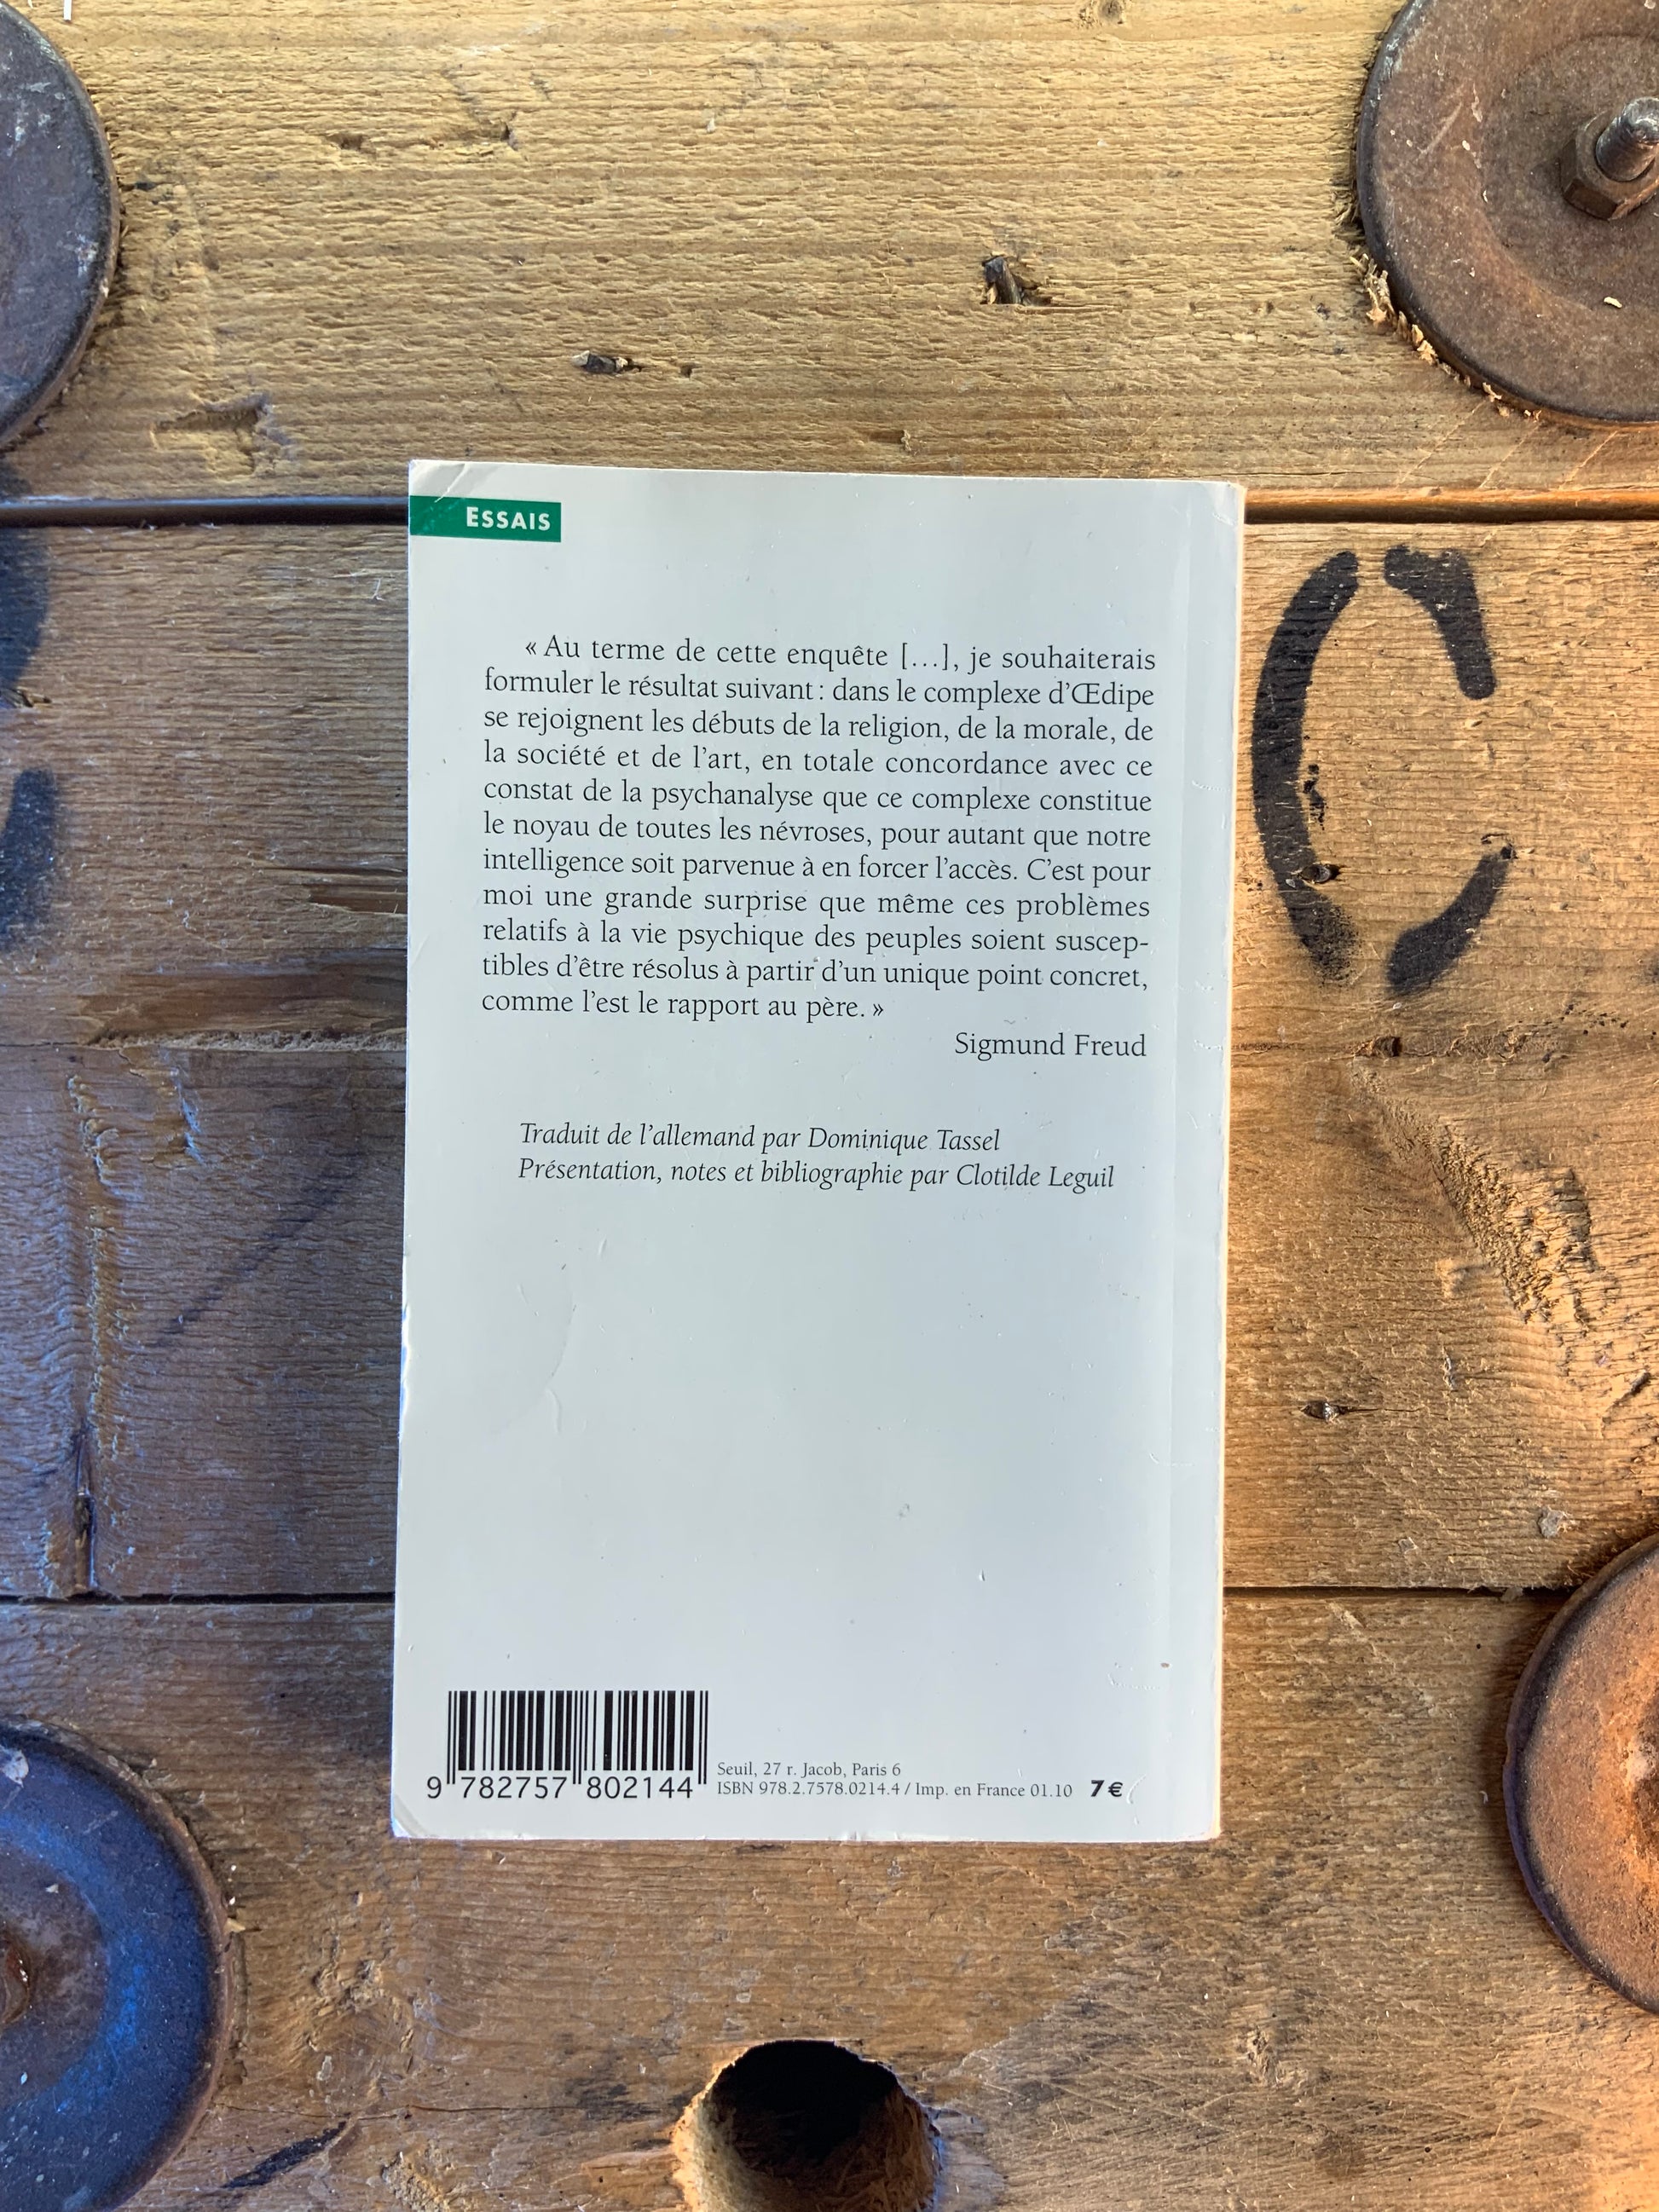 ESSAIS
« Au terme de cette enquête [...], je souhaiterais
formuler le résultat suivant : dans le complexe d'Œdipe
se rejoignent les débuts de la religion, de la morale, de
la société et de l'art, en totale concordance avec ce
constat de la psychanalyse que ce complexe constitue
le noyau de toutes les névroses, pour autant que notre
intelligence soit parvenue à en forcer l'accès. C'est pour
moi une grande surprise que même ces problèmes
relatifs à la vie psychique des peuples soient suscep-
tibles d'être résolus à partir d'un unique point concret,
comme l'est le rapport au père. »
Sigmund Freud
Traduit de l'allemand par Dominique Tassel
Présentation, notes et bibliographie par Clotilde Leguil
9 782757 802144
Seuil, 27 r. Jacob, Paris 6
ISBN 978.2.7578.0214.4 / Imp. en France 01.10 7 €
C